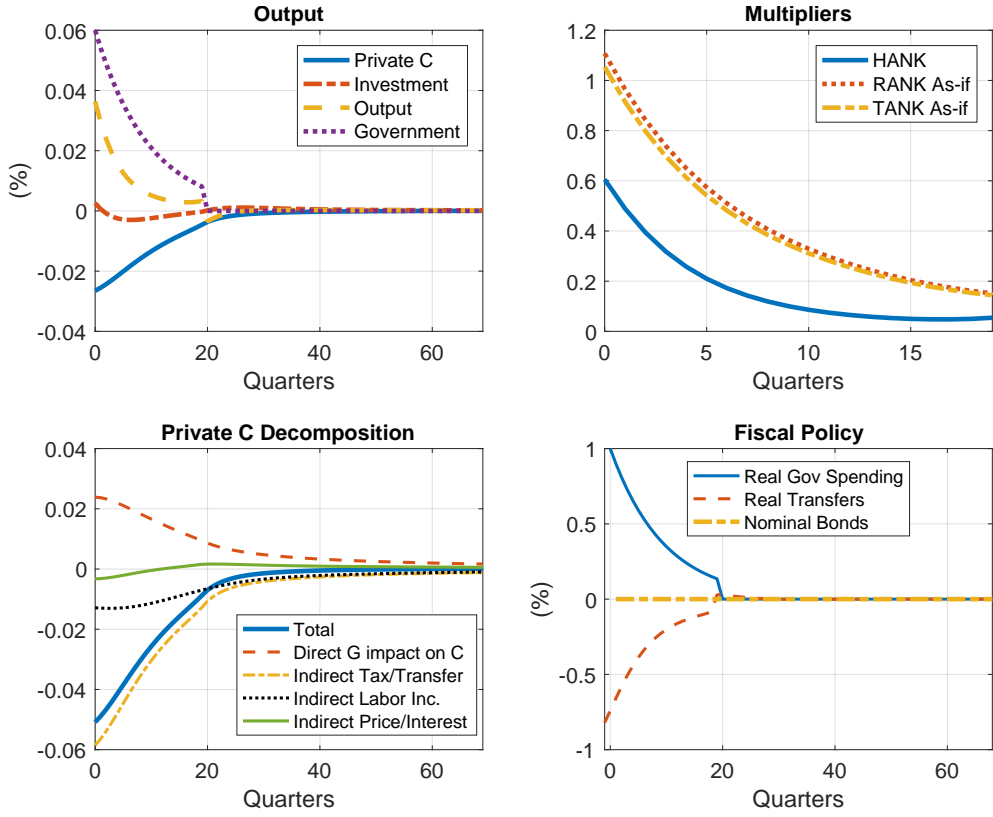 Output
0.06
0.04
0.02
0
-0.02
-0.04
(%)
0
20
40
60
Quarters
Private C
Investment
Output
Government
Multipliers
1.2
1
0.8
0.6
0.4
0.2
0
0
5
10
15
Quarters
HANK
RANK As-if
TANK As-if
Private C Decomposition
0.04
0.02
0
-0.02
-0.04
-0.06
0
20
40
60
Quarters
Total
Direct G impact on C
Indirect Tax/Transfer
Indirect Labor Inc.
Indirect Price/Interest
Fiscal Policy
1
0.5
0
-0.5
-1
(%)
0
20
40
60
Quarters
Real Gov Spending
Real Transfers
Nominal Bonds